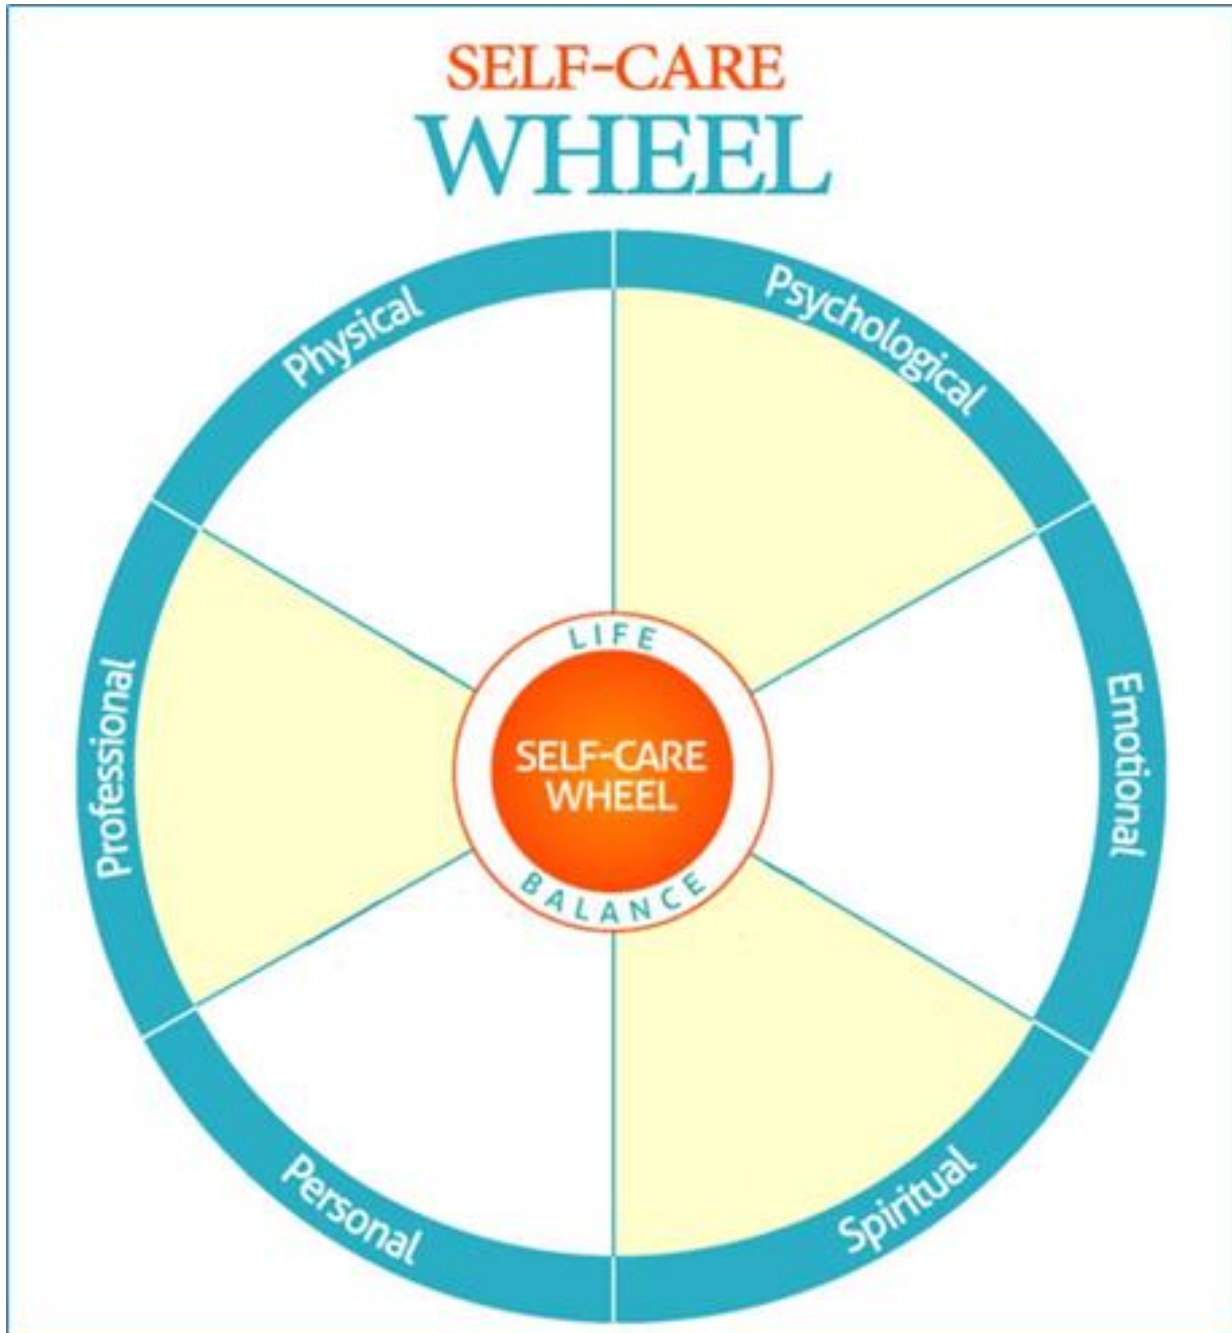 SELF-CARE
WHEEL
Physical
Psychological
Emotional
Spiritual
Personal
Professional
LIFE
SELF-CARE
WHEEL
BALANCE